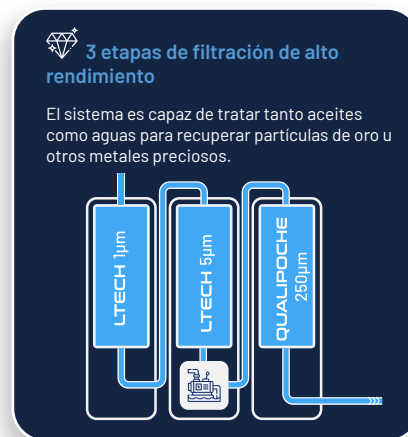 3 etapas de filtración de alto
rendimiento
El sistema es capaz de tratar tanto aceites
como aguas para recuperar partículas de oro u
otros metales preciosos.
LTECH 1µm
LTECH 5µm
QUALIPOCHE
250µm